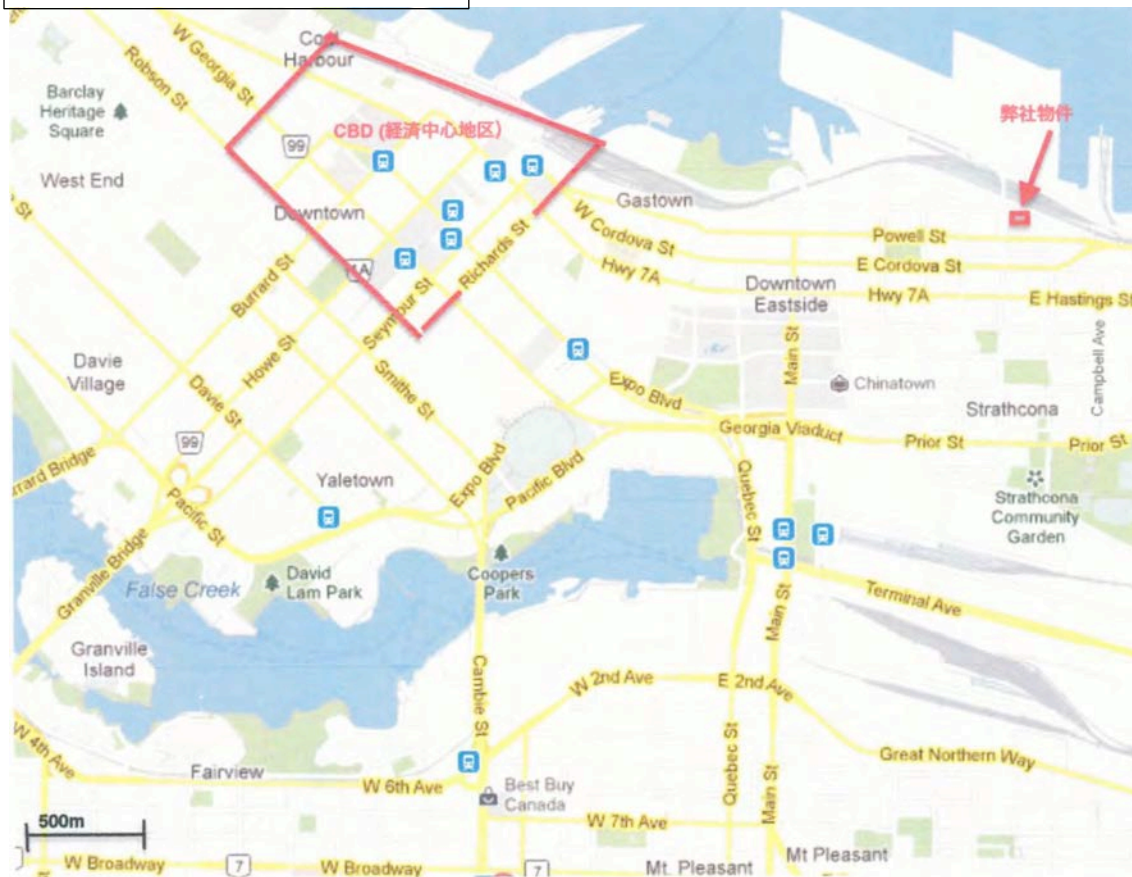 Coal
Harbour
W Georgia St
Robson St
Barclay
Heritage
Square
99
CBD (経済中心地区)
弊社物件
West End
Downtown
Gastown
W Cordova St
Powell St
E Cordova St
Hwy 7A
Richards St
1A
Burrard St
Seymour St
Downtown
Eastside
Hwy 7A
E Hastings St
Howe St
Davie
Village
Smithe St
Davie St
Main St
Campbell Ave
Expo Blvd
Chinatown
Strathcona
99
Georgia Viaduct
Prior St
Prior St
Yaletown
Expo Blvd
Pacific Blvd
Pacific St
Quebec St
Strathcona
Community
Garden
Granville Bridge
False Creek
David
Lam Park
Coopers
Park
Terminal Ave
Main St
Granville
Island
Cambie St
W 2nd Ave
E 2nd Ave
W 4th Ave
Great Northern Way
Fairview
W 6th Ave
Best Buy
Canada
Quebec St
Main St
500m
W 7th Ave
W Broadway
7
W Broadway
7
Mt. Pleasant
Mt Pleasant